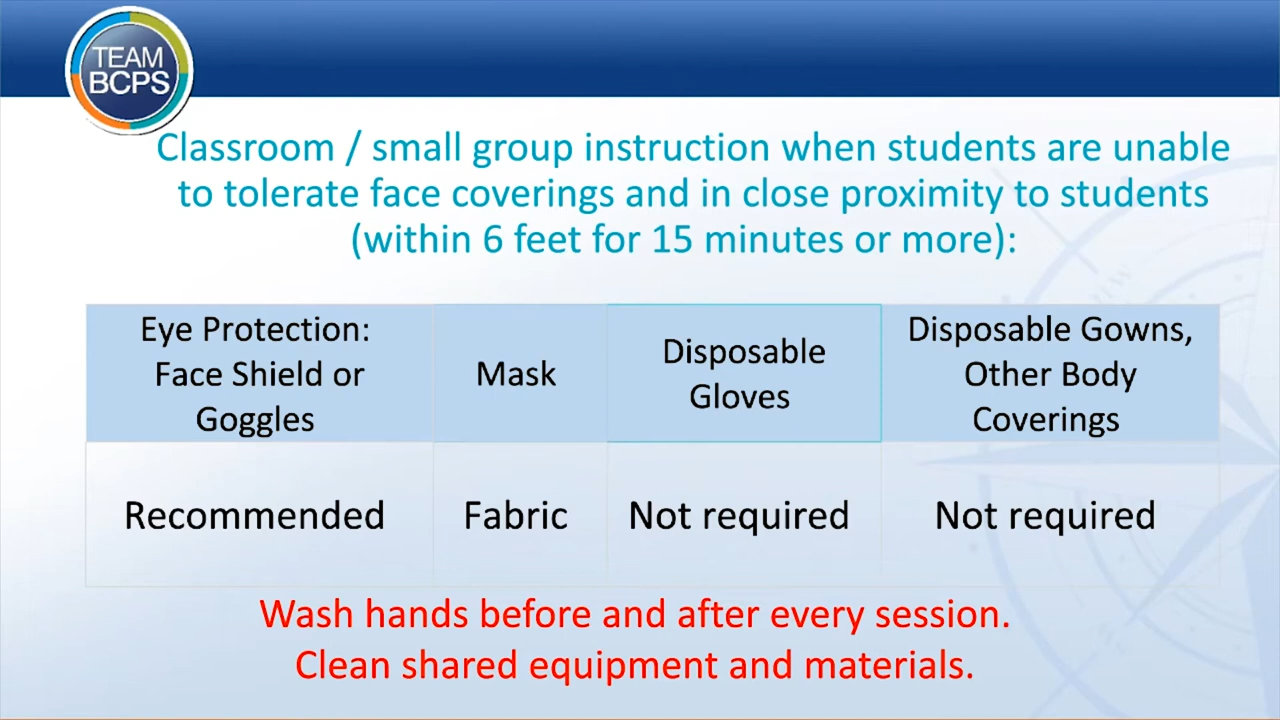 TEAM
BCPS
Classroom / small group instruction when students are unable
to tolerate face coverings and in close proximity to students
(within 6 feet for 15 minutes or more):
Eye Protection:
Face Shield or
Goggles
Mask
Disposable
Gloves
Disposable Gowns,
Other Body
Coverings
Recommended
Fabric
Not required
Not required
Wash hands before and after every session.
Clean shared equipment and materials.